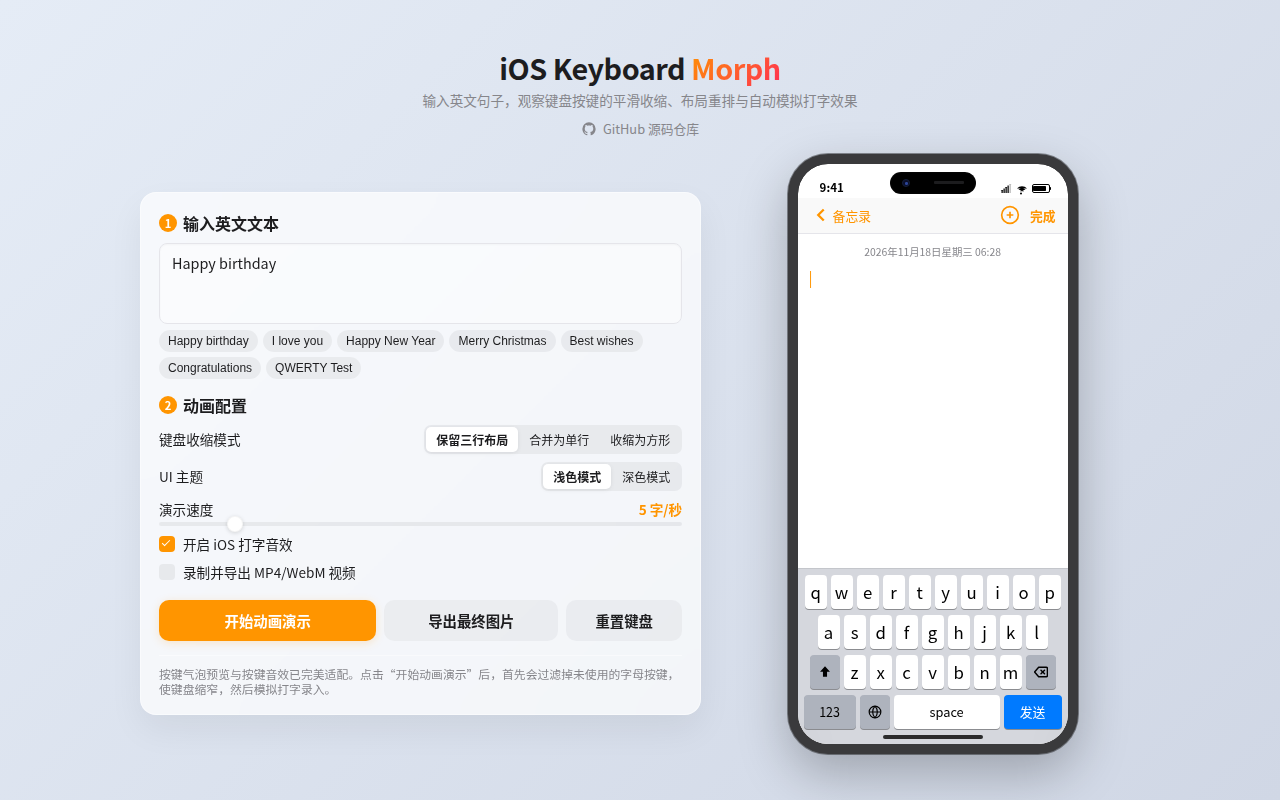 iOS Keyboard Morph
输入英文句子，观察键盘按键的平滑收缩、布局重排与自动模拟打字效果
GitHub 源码仓库
1 输入英文文本
Happy birthday
Happy birthday I love you Happy New Year Merry Christmas Best wishes
Congratulations QWERTY Test
2 动画配置
键盘收缩模式 保留三行布局 合并为单行 收缩为方形
UI 主题 浅色模式 深色模式
演示速度 5 字/秒
开启 iOS 打字音效
录制并导出 MP4/WebM 视频
开始动画演示 导出最终图片 重置键盘
按键气泡预览与按键音效已完美适配。点击“开始动画演示”后，首先会过滤掉未使用的字母按键，
使键盘缩窄，然后模拟打字录入。
9:41
备忘录 完成
2026年11月18日星期三 06:28
q w e r t y u i o p
a s d f g h j k l
z x c v b n m
123 space 发送